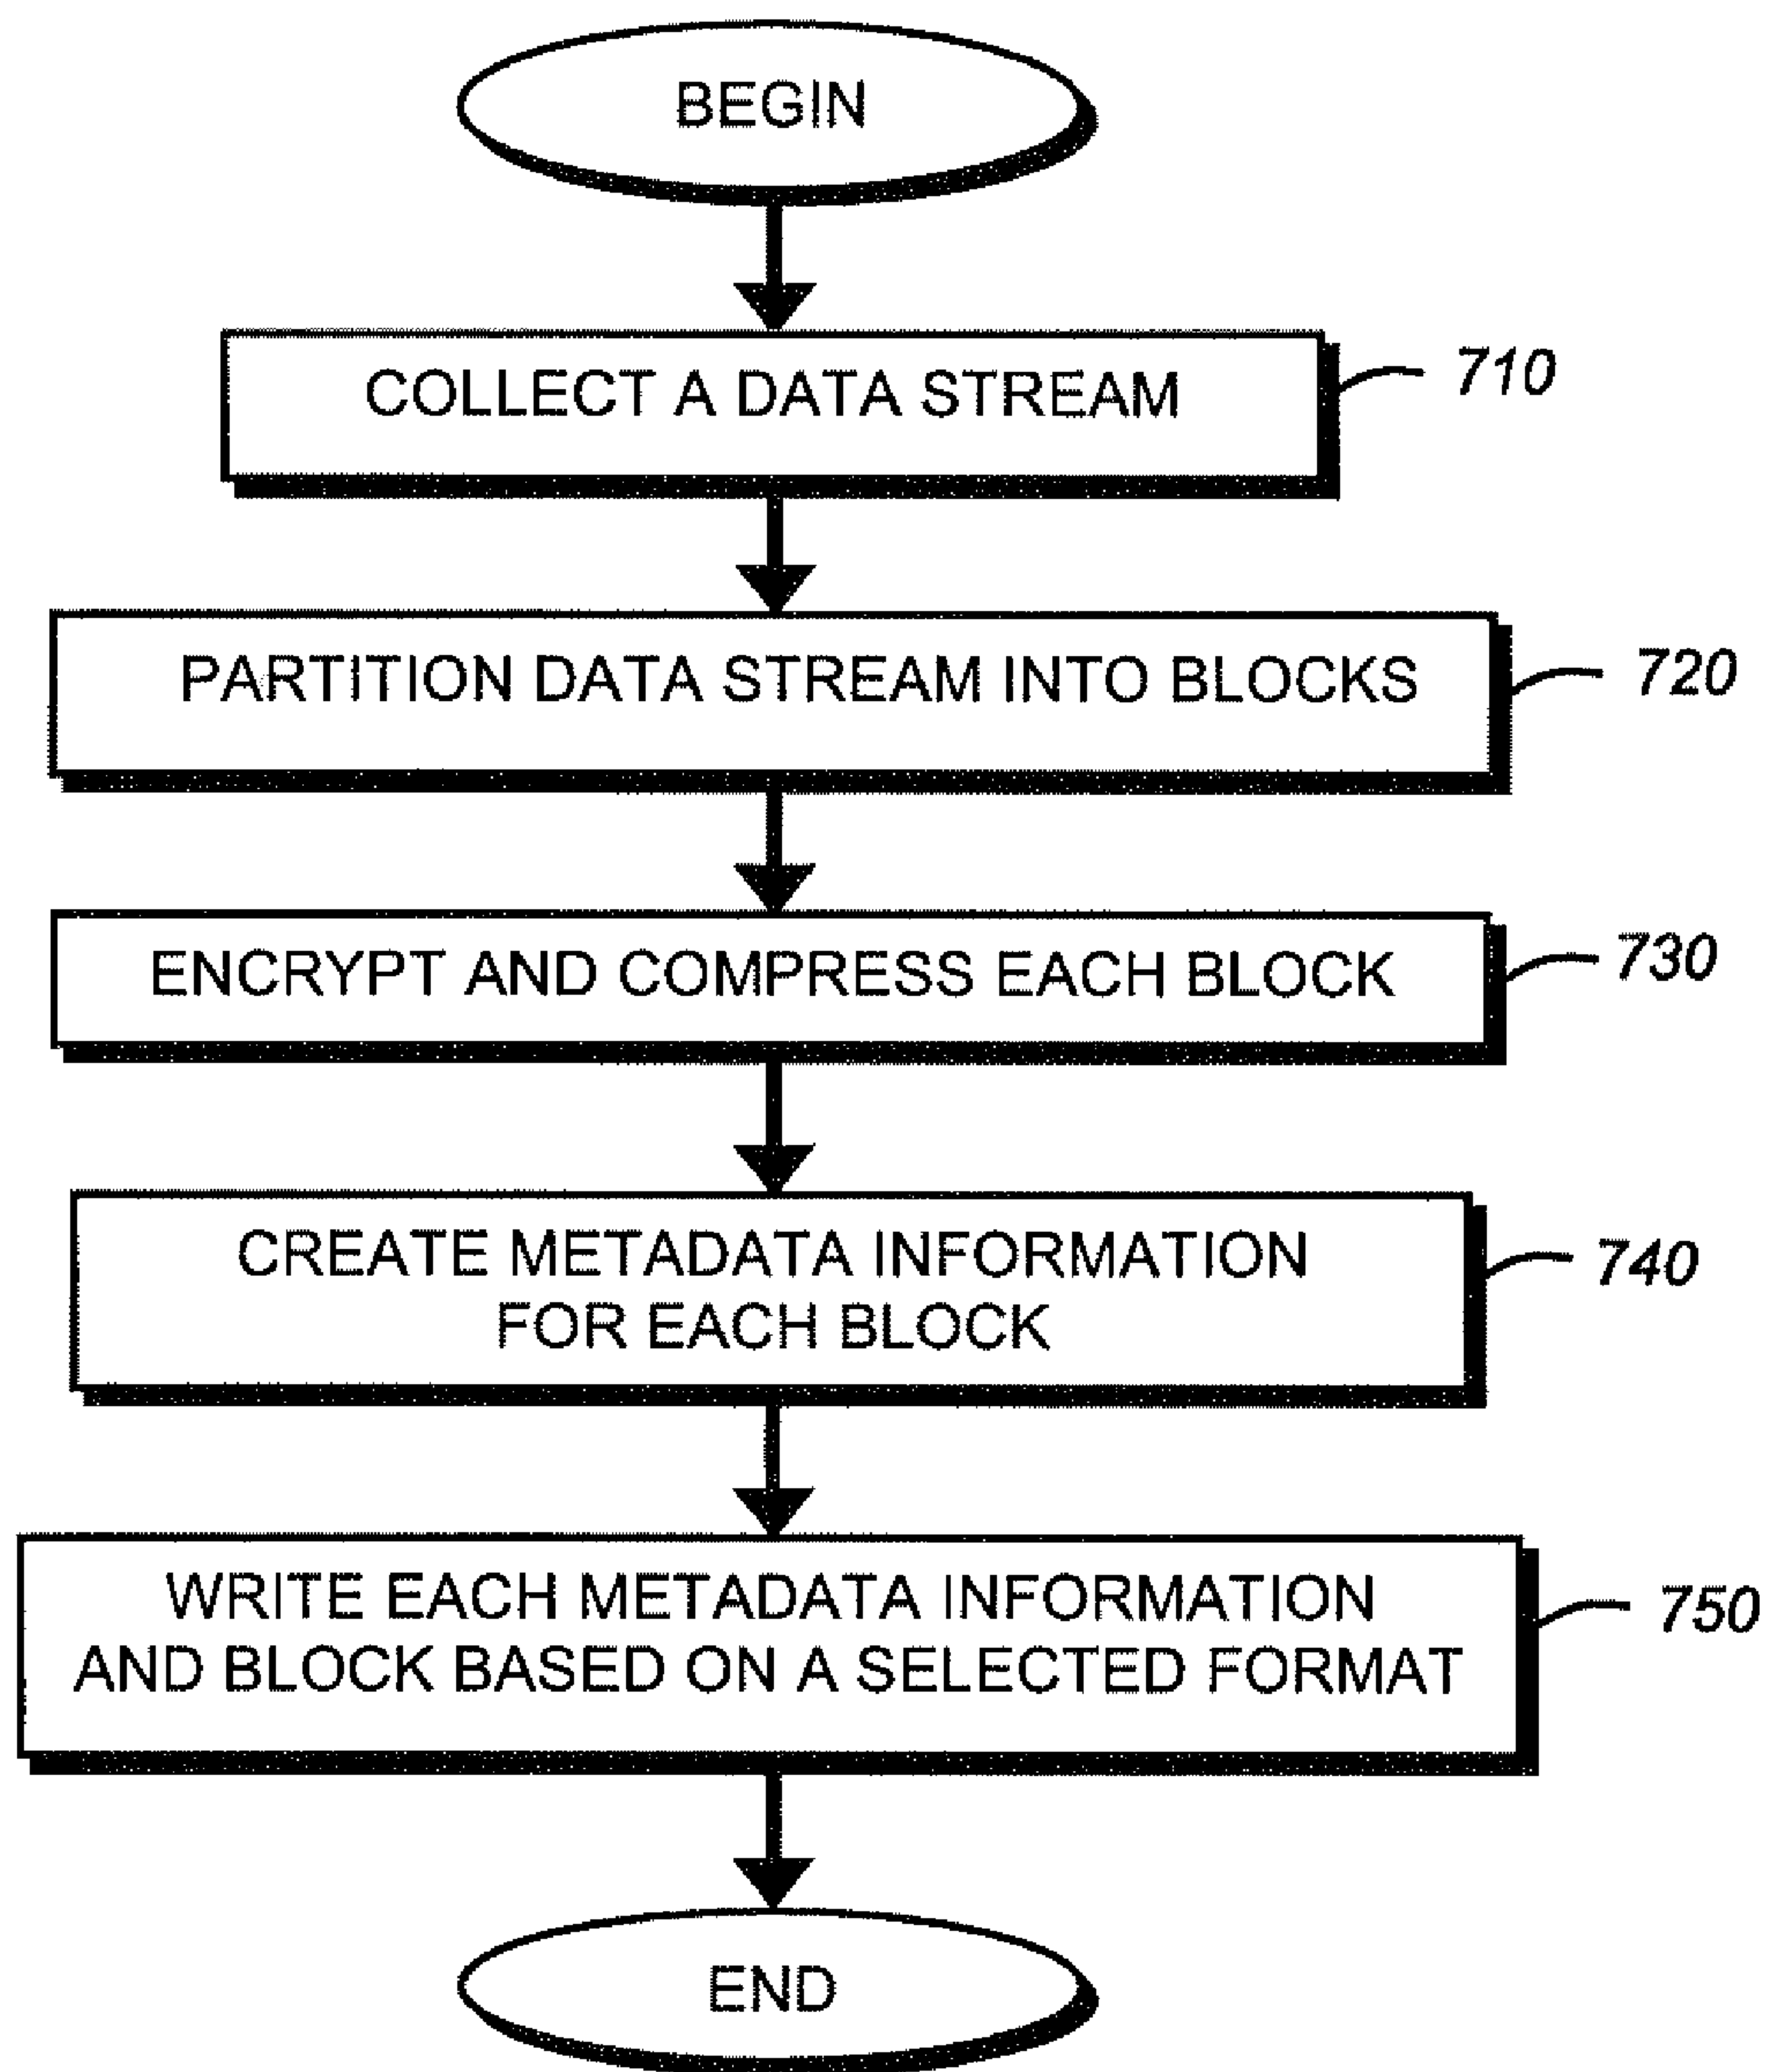 BEGIN
COLLECT A DATA STREAM
710
PARTITION DATA STREAM INTO BLOCKS
720
ENCRYPT AND COMPRESS EACH BLOCK
730
CREATE METADATA INFORMATION
FOR EACH BLOCK
740
WRITE EACH METADATA INFORMATION
AND BLOCK BASED ON A SELECTED FORMAT
750
END